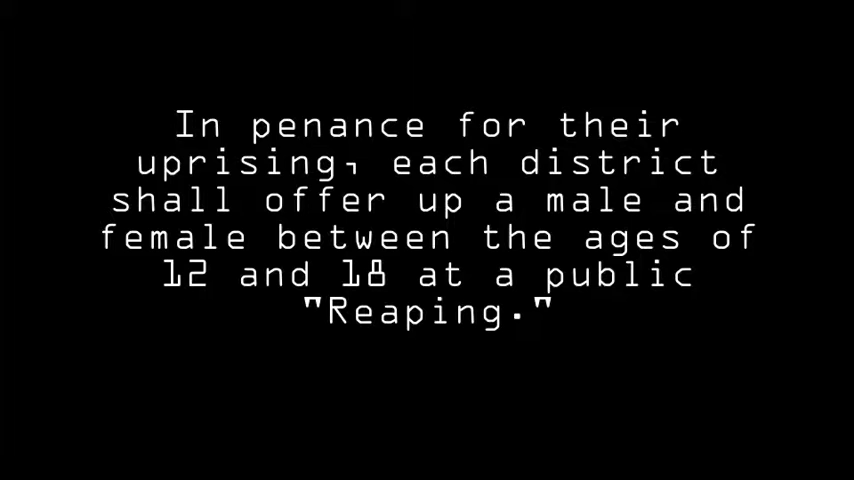 In penance for their
uprising, each district
shall offer up a male and
female between the ages of
12 and 18 at a public
"Reaping."